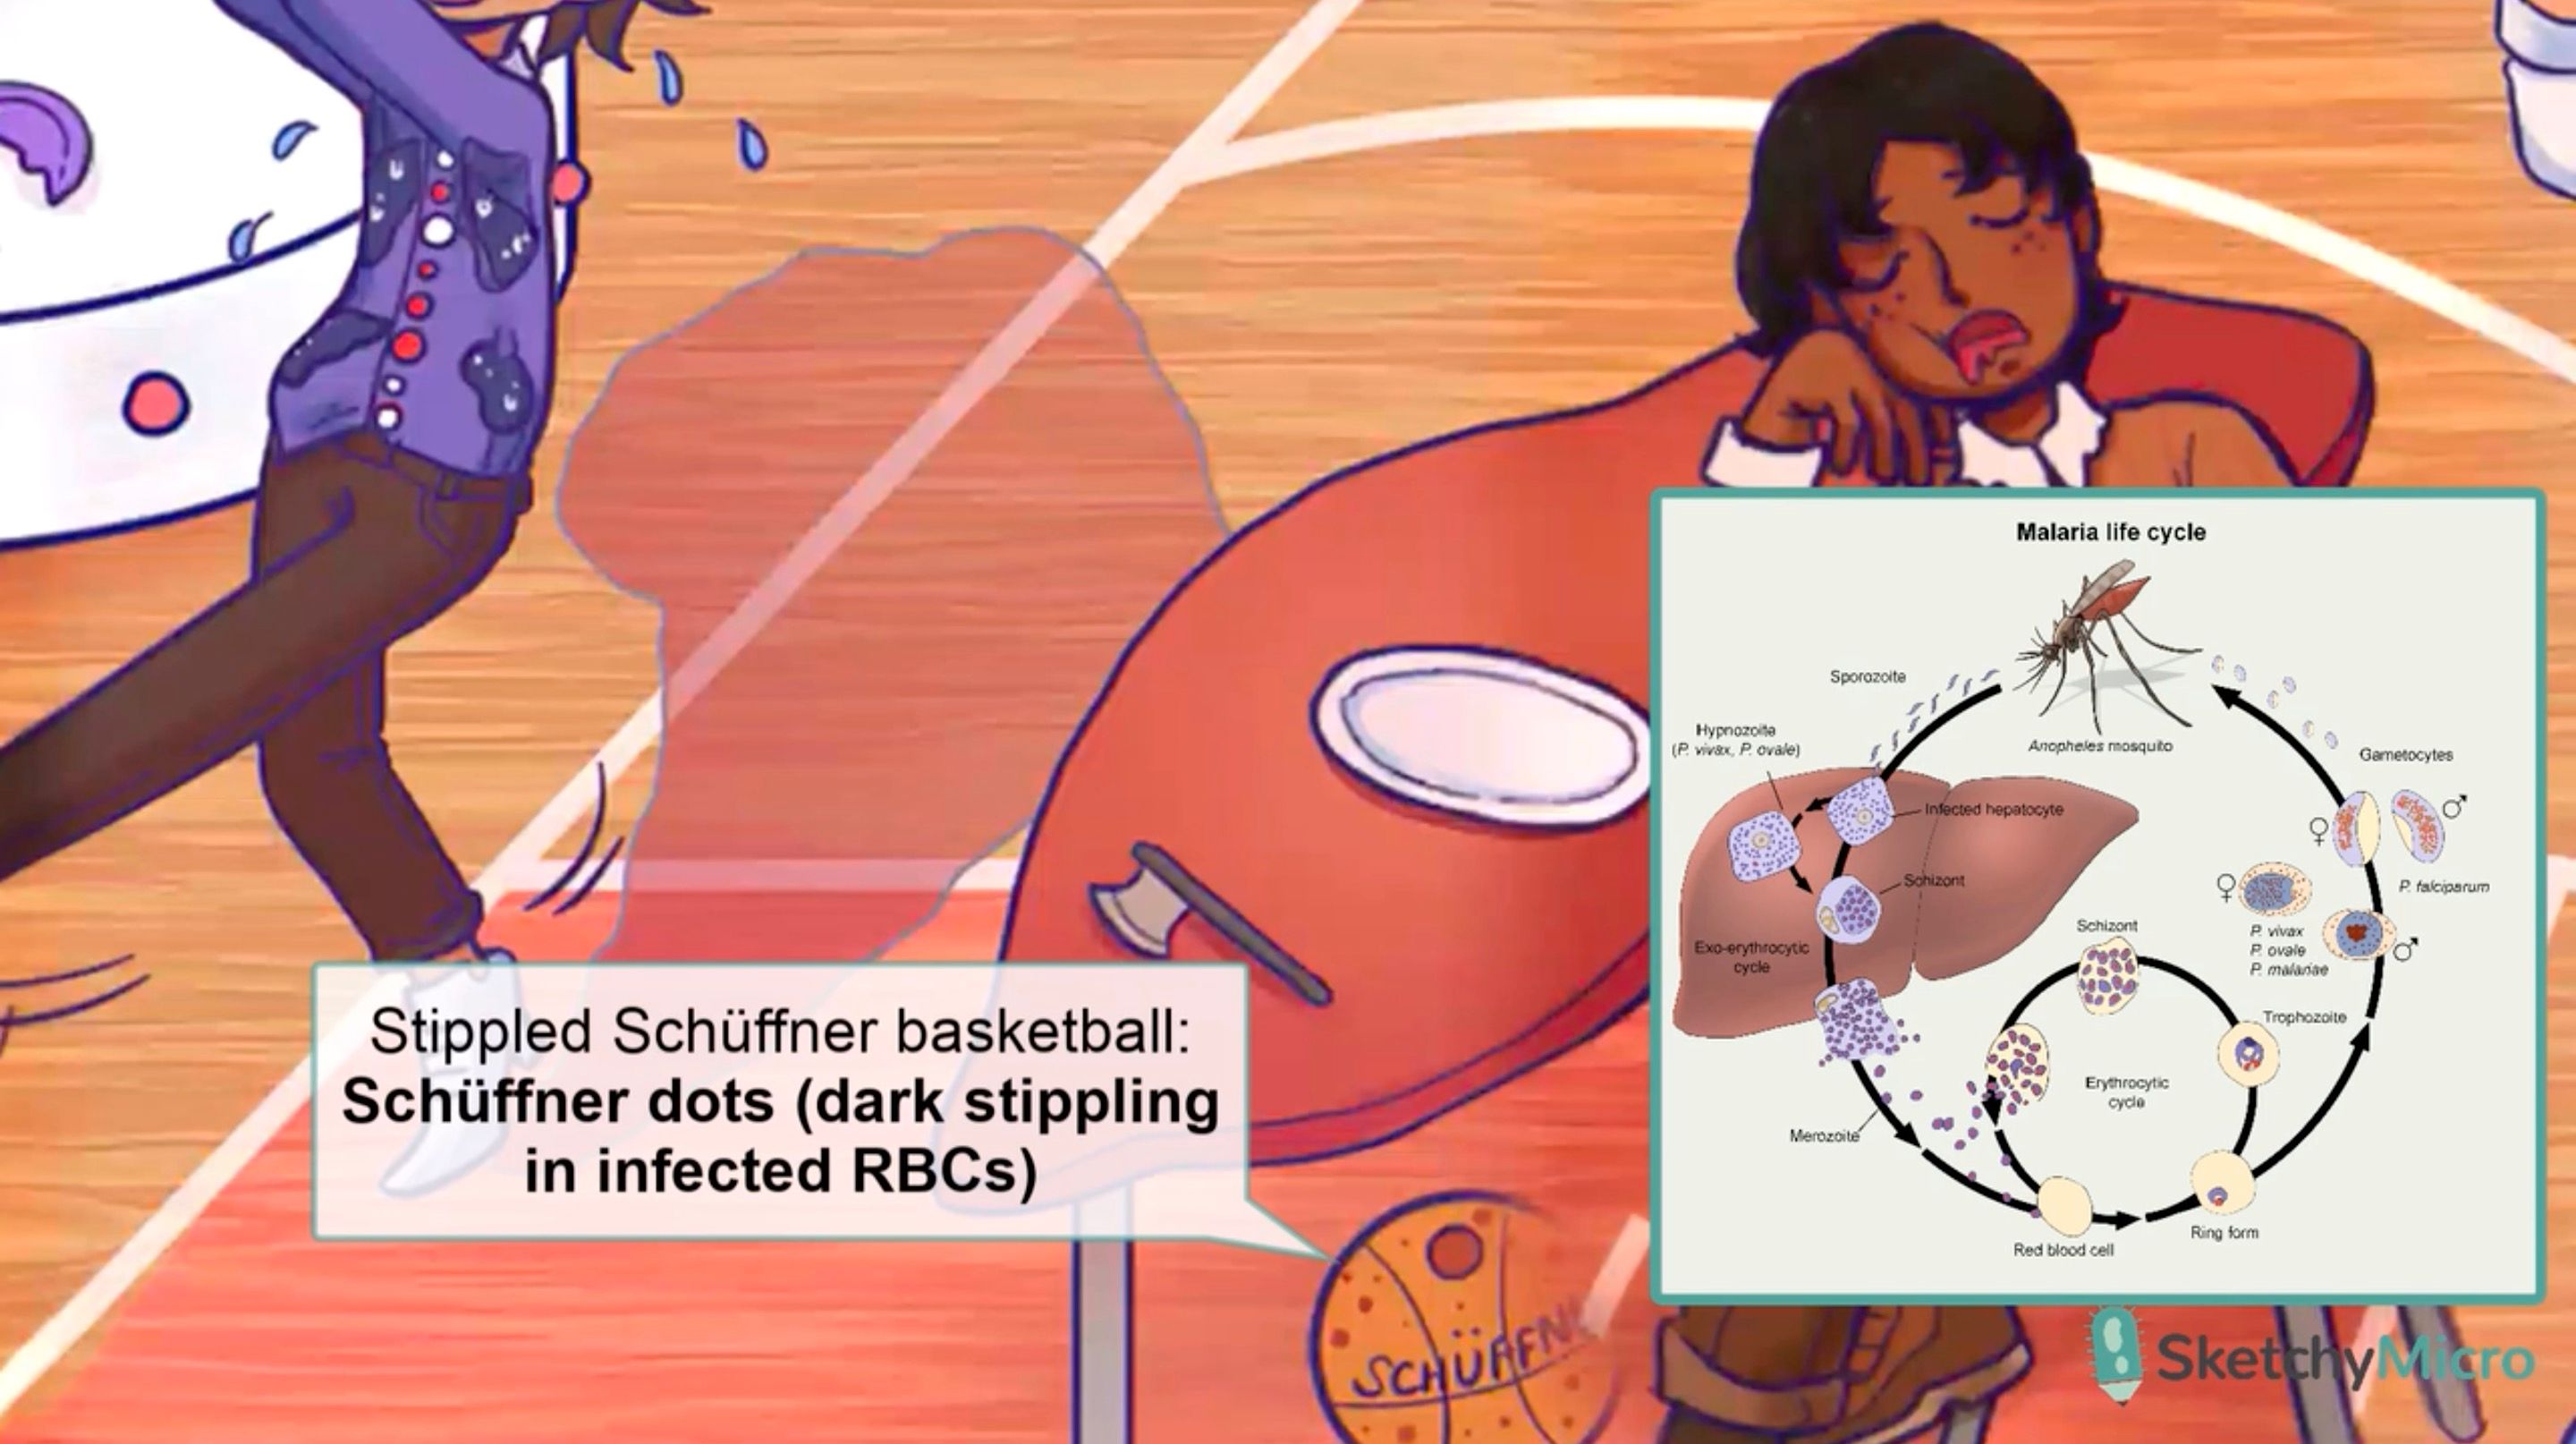 Stippled Schüffner basketball:
Schüffner dots (dark stippling
in infected RBCs)
SCHÜFFN
Malaria life cycle
Sporozoite
Hypnozoite
(P. vivax, P. ovale)
Anopheles mosquito
Gametocytes
Infected hepatocyte
Schizont
P. falciparum
Exo-erythrocytic
cycle
Schizont
P. vivax
P. ovale
P. malariae
Trophozoite
Erythrocytic
cycle
Merozoite
Ring form
Red blood cell
SketchyMicro